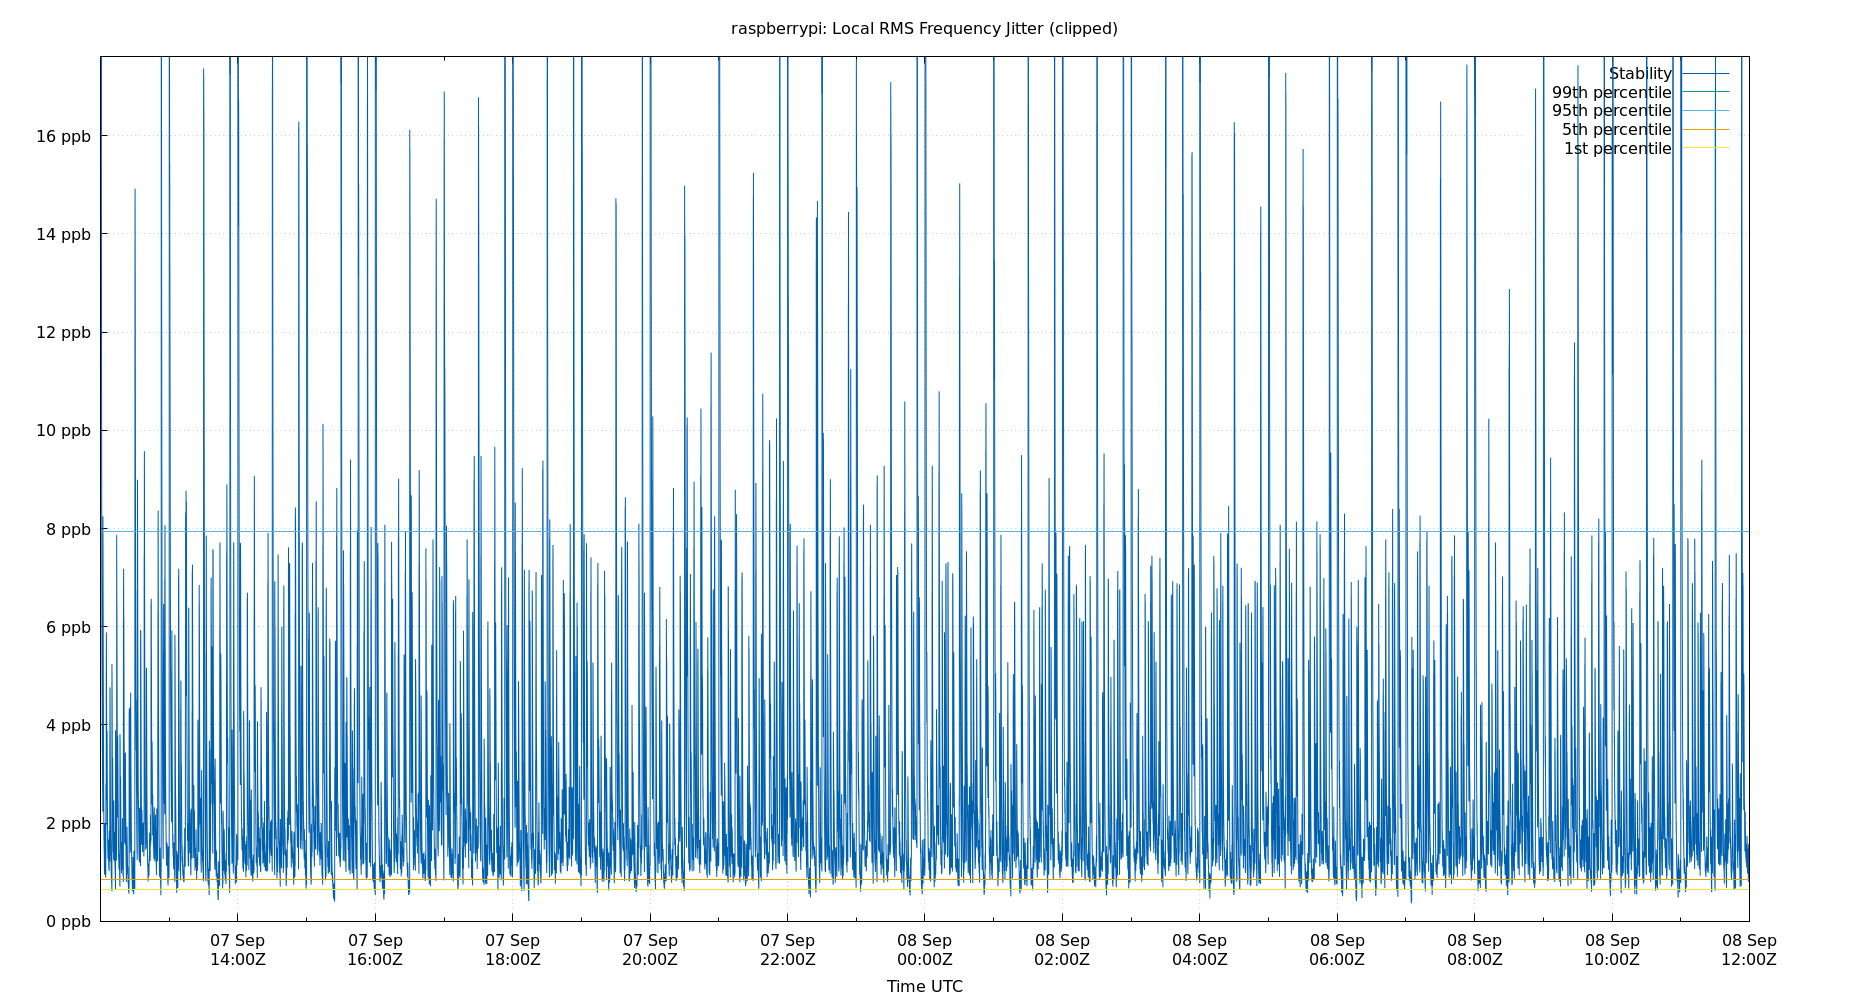 raspberrypi: Local RMS Frequency Jitter (clipped)
Stability
99th percentile
95th percentile
5th percentile
1st percentile
16 ppb
14 ppb
12 ppb
10 ppb
8 ppb
6 ppb
4 ppb
2 ppb
0 ppb
07 Sep 07 Sep 07 Sep 07 Sep 07 Sep 08 Sep 08 Sep 08 Sep 08 Sep 08 Sep 08 Sep 08 Sep
14:00Z 16:00Z 18:00Z 20:00Z 22:00Z 00:00Z 02:00Z 04:00Z 06:00Z 08:00Z 10:00Z 12:00Z
Time UTC